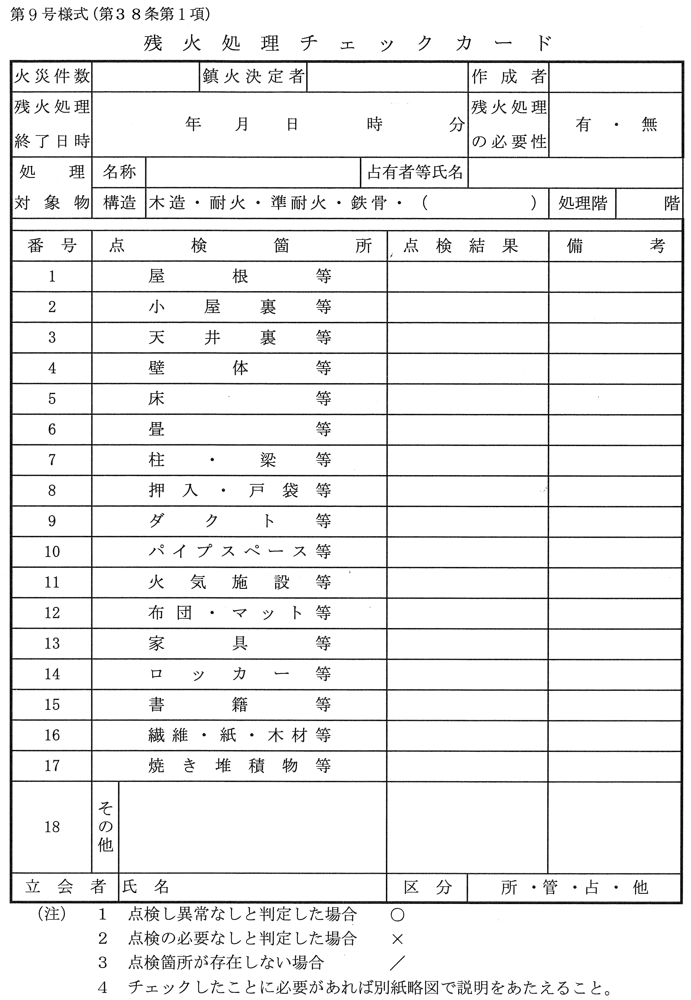 第9号様式(第38条第1項)
残火処理チェックカード
火災件数 鎮火決定者 作成者
残火処理終了日時 年 月 日 時 分 残火処理の必要性 有・無
処理対象物 名称 占有者等氏名
構造 木造・耐火・準耐火・鉄骨・( ) 処理階 階
番号 点検箇所 点検結果 備考
1 屋根等
2 小屋裏等
3 天井裏等
4 壁体等
5 床等
6 畳等
7 柱・梁等
8 押入・戸袋等
9 ダクト等
10 パイプスペース等
11 火気施設等
12 布団・マット等
13 家具等
14 ロッカー等
15 書籍等
16 繊維・紙・木材等
17 焼き堆積物等
18 その他
立会者 氏名 区分 所・管・占・他
(注) 1 点検し異常なしと判定した場合 ○
2 点検の必要なしと判定した場合 ×
3 点検箇所が存在しない場合 ／
4 チェックしたことに必要があれば別紙略図で説明をあたえること。